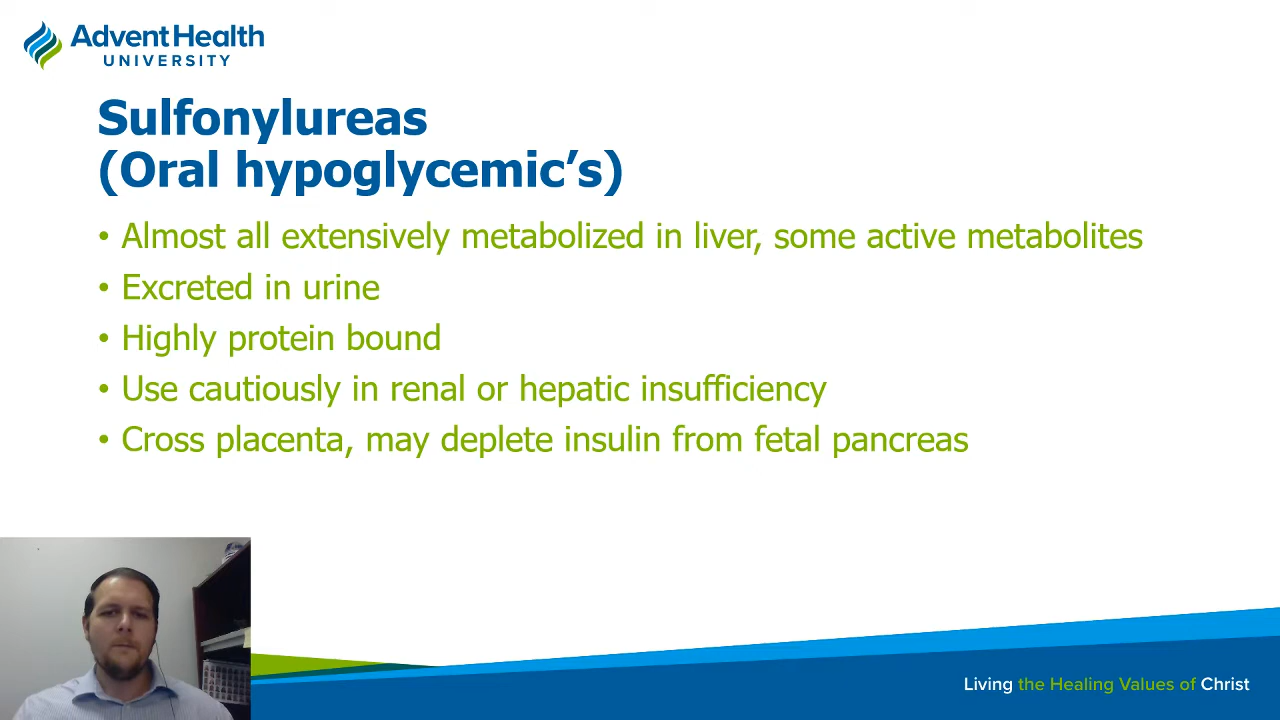 AdventHealth
UNIVERSITY
Sulfonylureas
(Oral hypoglycemic’s)
• Almost all extensively metabolized in liver, some active metabolites
• Excreted in urine
• Highly protein bound
• Use cautiously in renal or hepatic insufficiency
• Cross placenta, may deplete insulin from fetal pancreas
Living the Healing Values of Christ